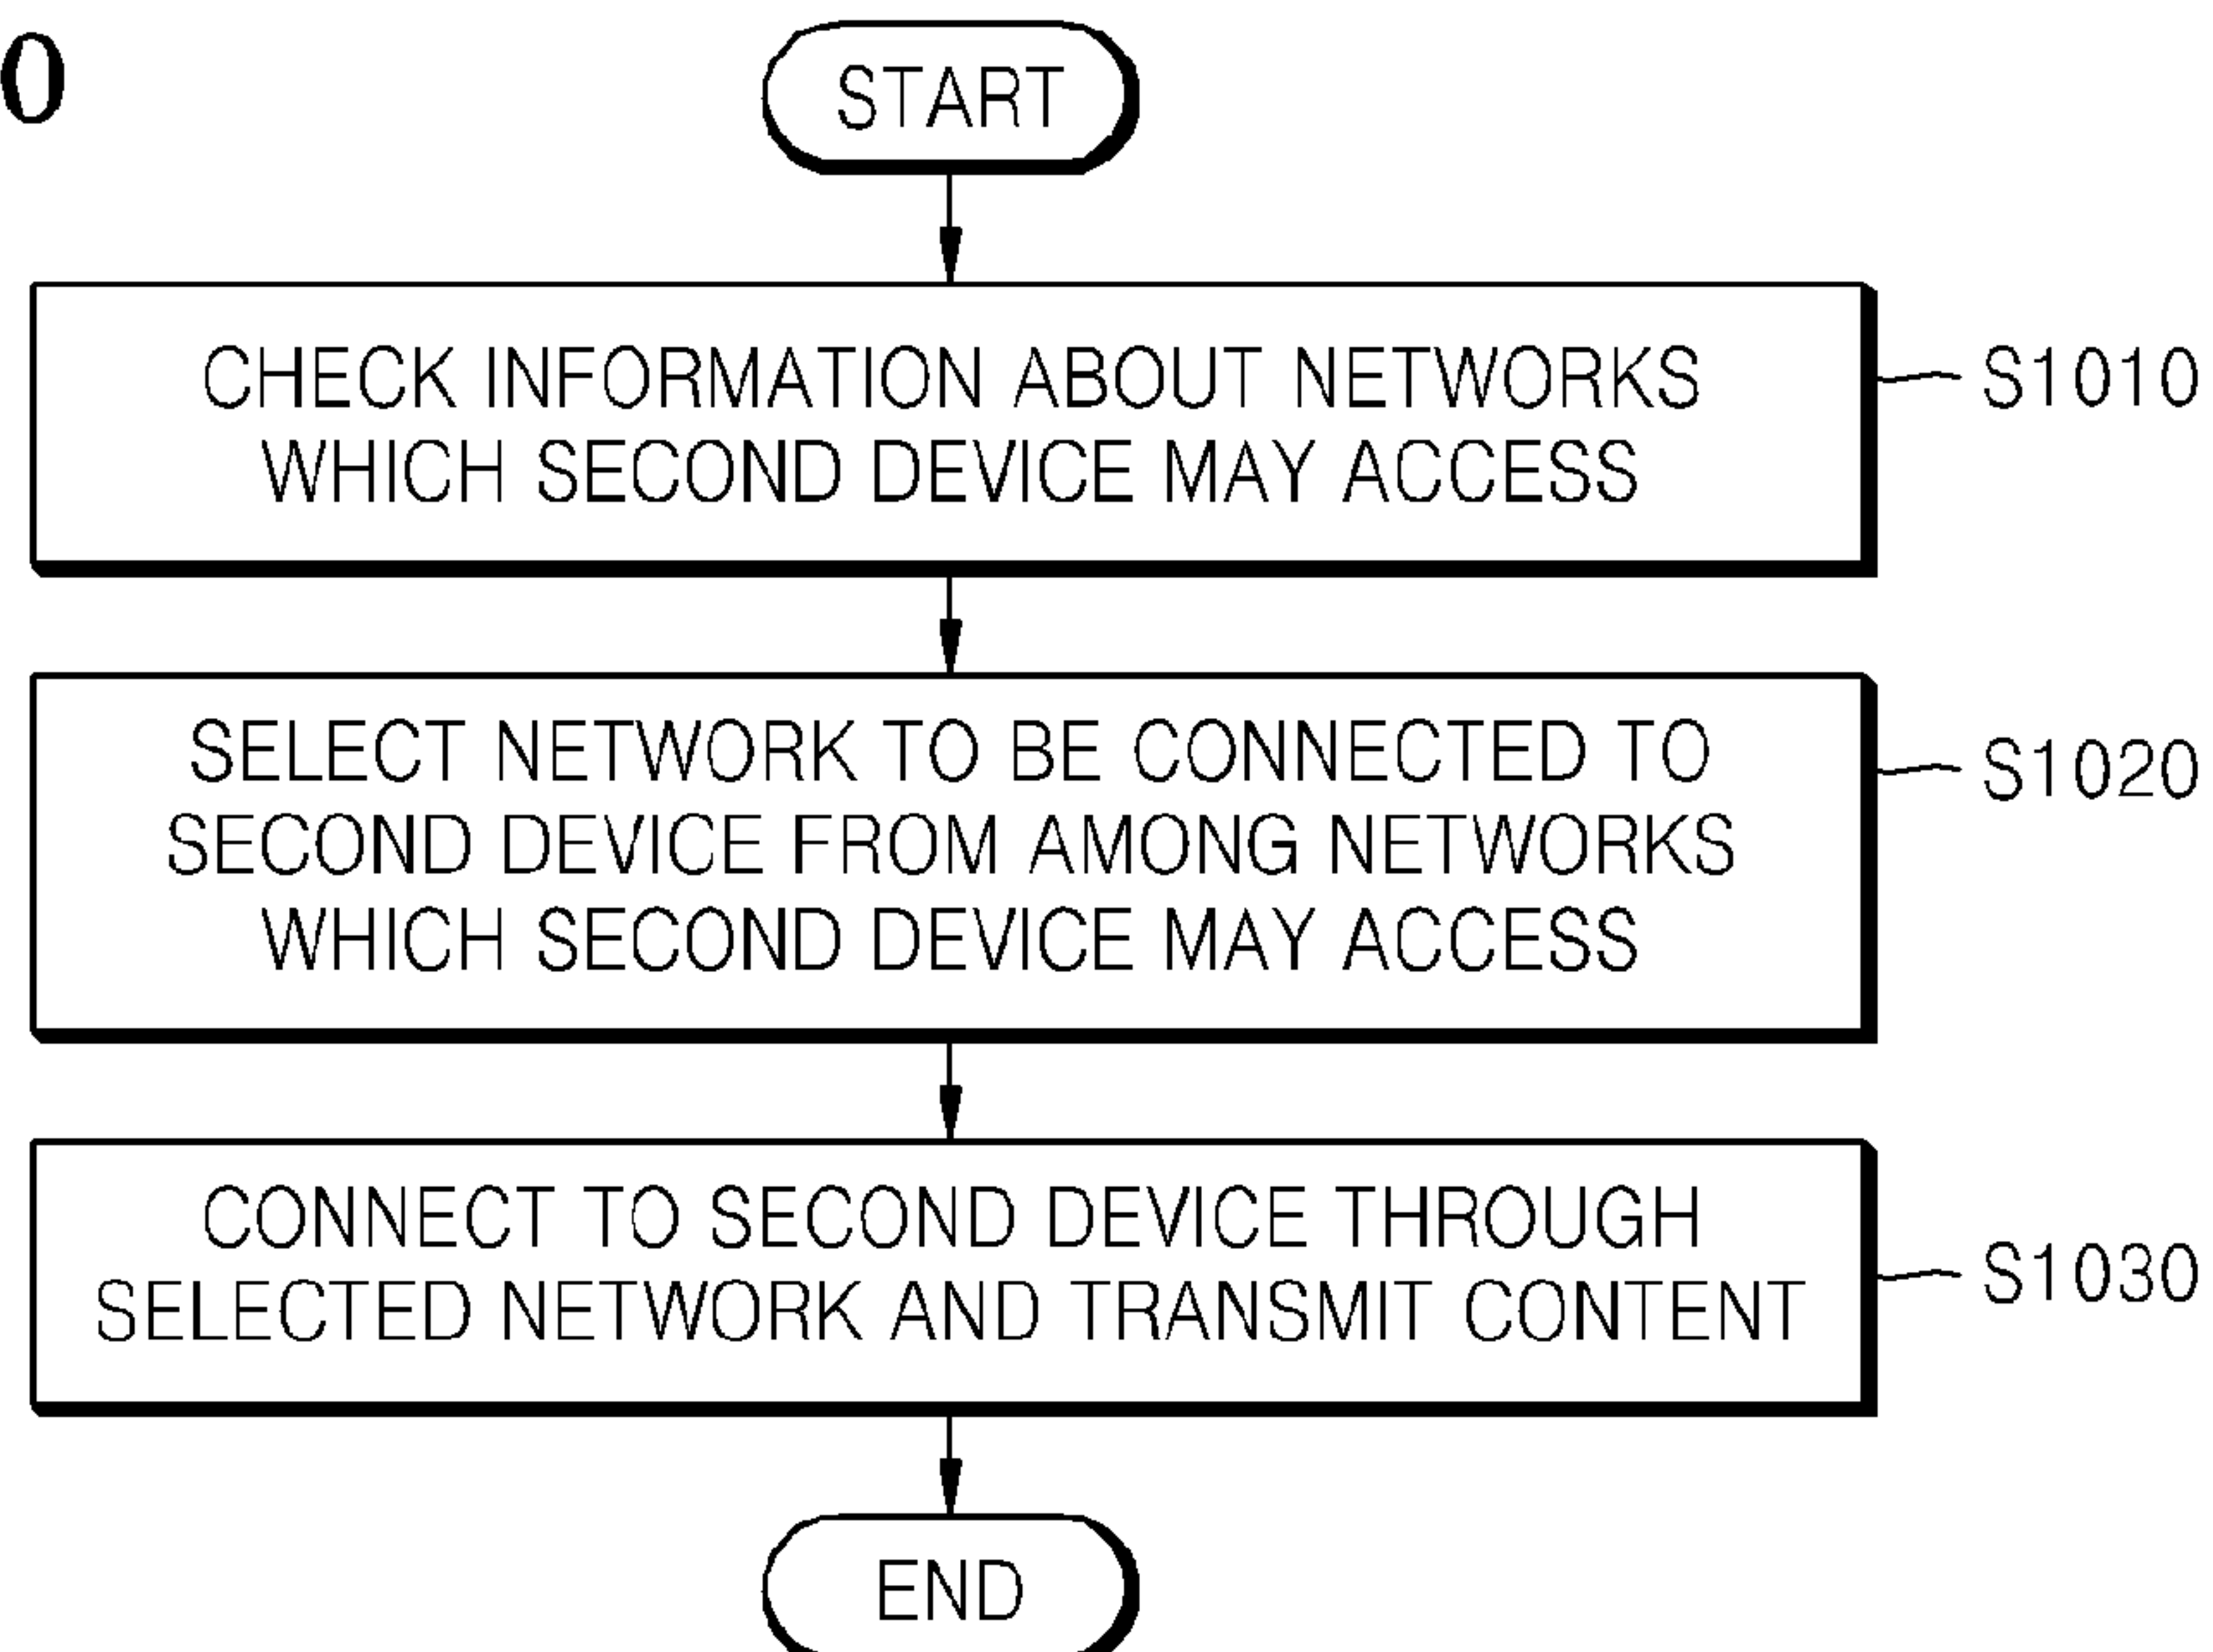 0
START
CHECK INFORMATION ABOUT NETWORKS
WHICH SECOND DEVICE MAY ACCESS
S1010
SELECT NETWORK TO BE CONNECTED TO
SECOND DEVICE FROM AMONG NETWORKS
WHICH SECOND DEVICE MAY ACCESS
S1020
CONNECT TO SECOND DEVICE THROUGH
SELECTED NETWORK AND TRANSMIT CONTENT
S1030
END